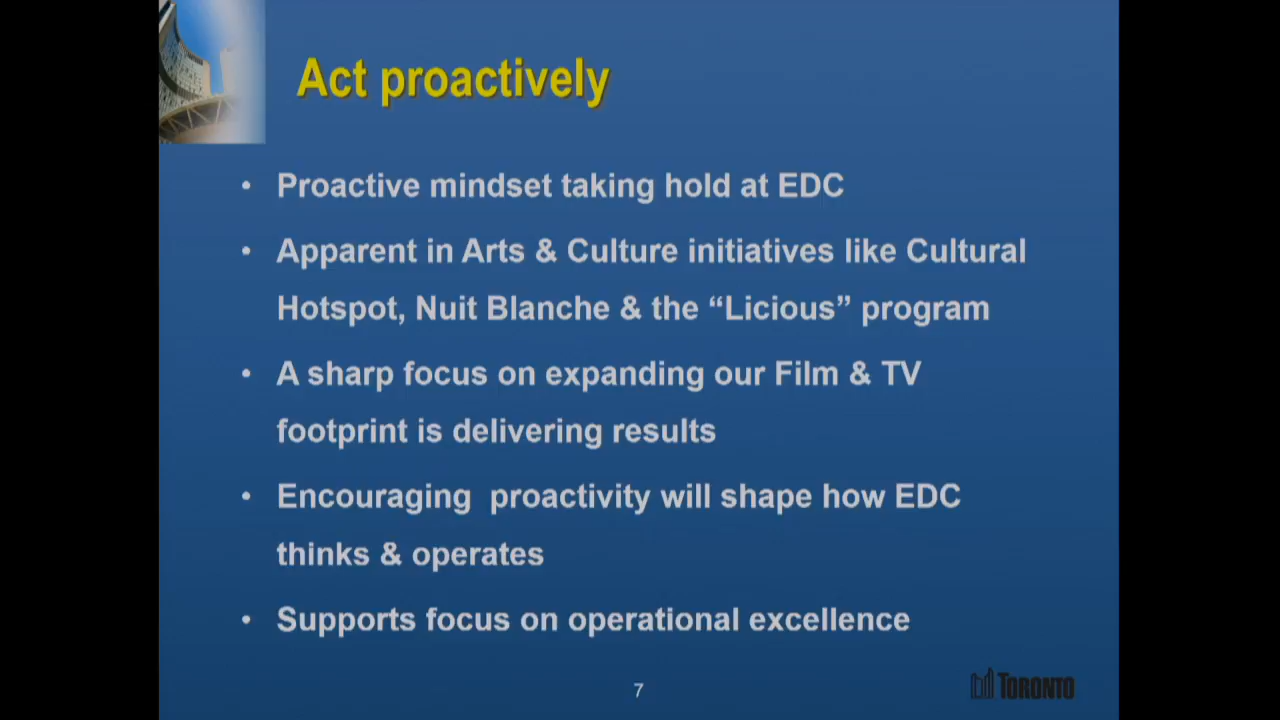 Act proactively
• Proactive mindset taking hold at EDC
• Apparent in Arts & Culture initiatives like Cultural
Hotspot, Nuit Blanche & the “Licious” program
• A sharp focus on expanding our Film & TV
footprint is delivering results
• Encouraging  proactivity will shape how EDC
thinks & operates
• Supports focus on operational excellence
7
TORONTO